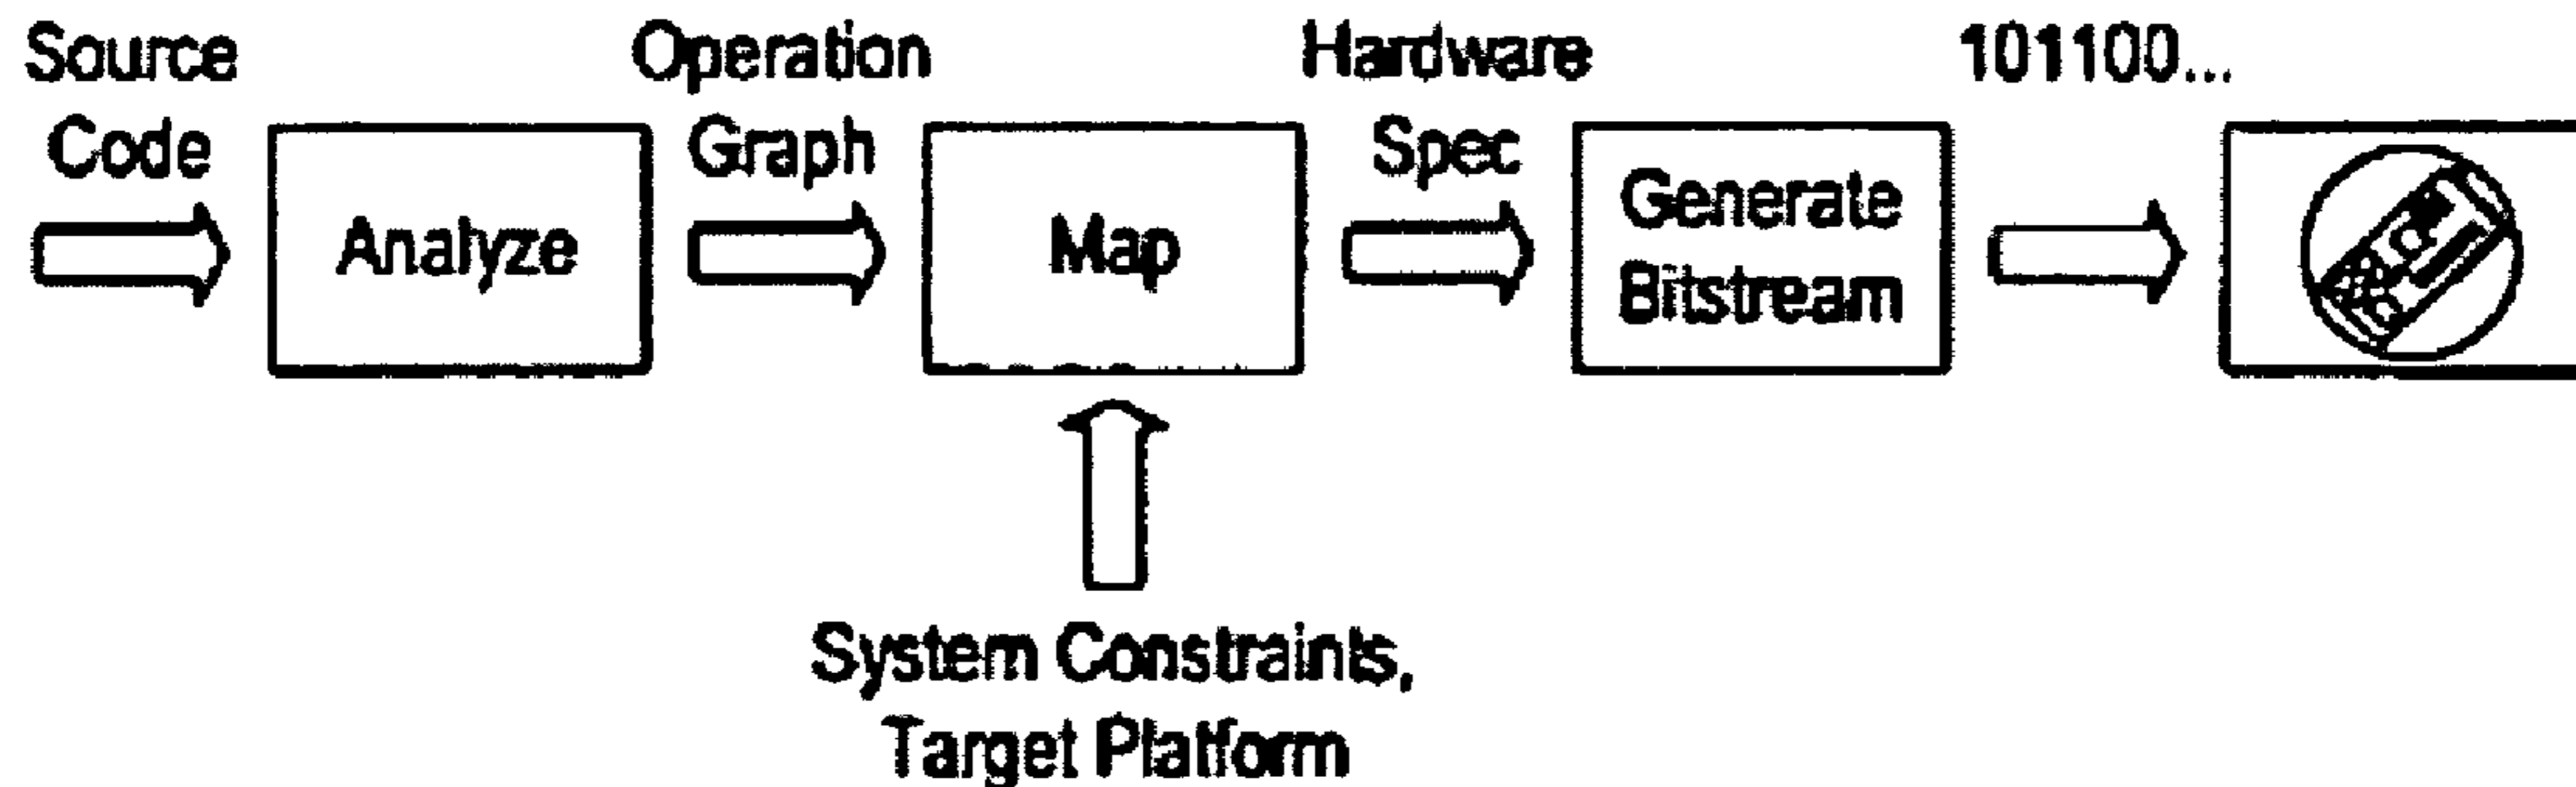 Source
Code
Analyze
Operation
Graph
Map
Hardware
Spec
Generate
Bitstream
101100...
System Constraints,
Target Platform